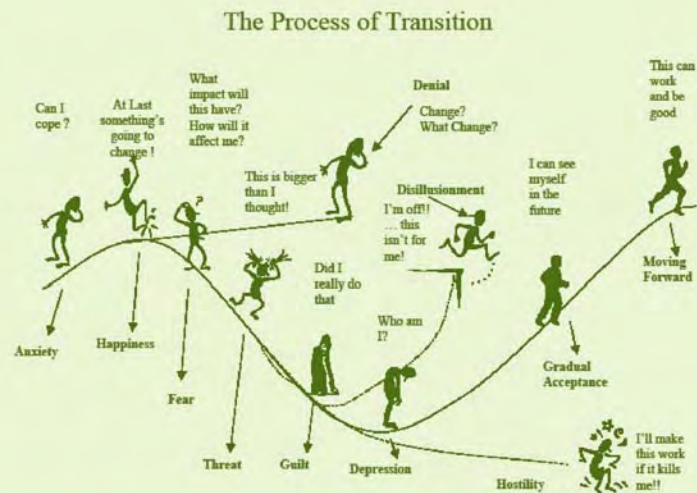 The Process of Transition
Can I
cope ?
At Last
something's
going to
change !
What
impact will
this have?
How will it
affect me?
This is bigger
than I
thought!
Denial
Change?
What Change?
Disillusionment
I'm off!!
... this
isn't for
me!
I can see
myself
in the
future
This can
work
and be
good
Did I
really do
that
Who am
I?
Anxiety
Happiness
Fear
Threat
Guilt
Depression
Gradual
Acceptance
Moving
Forward
Hostility
I'll make
this work
if it kills
me!!